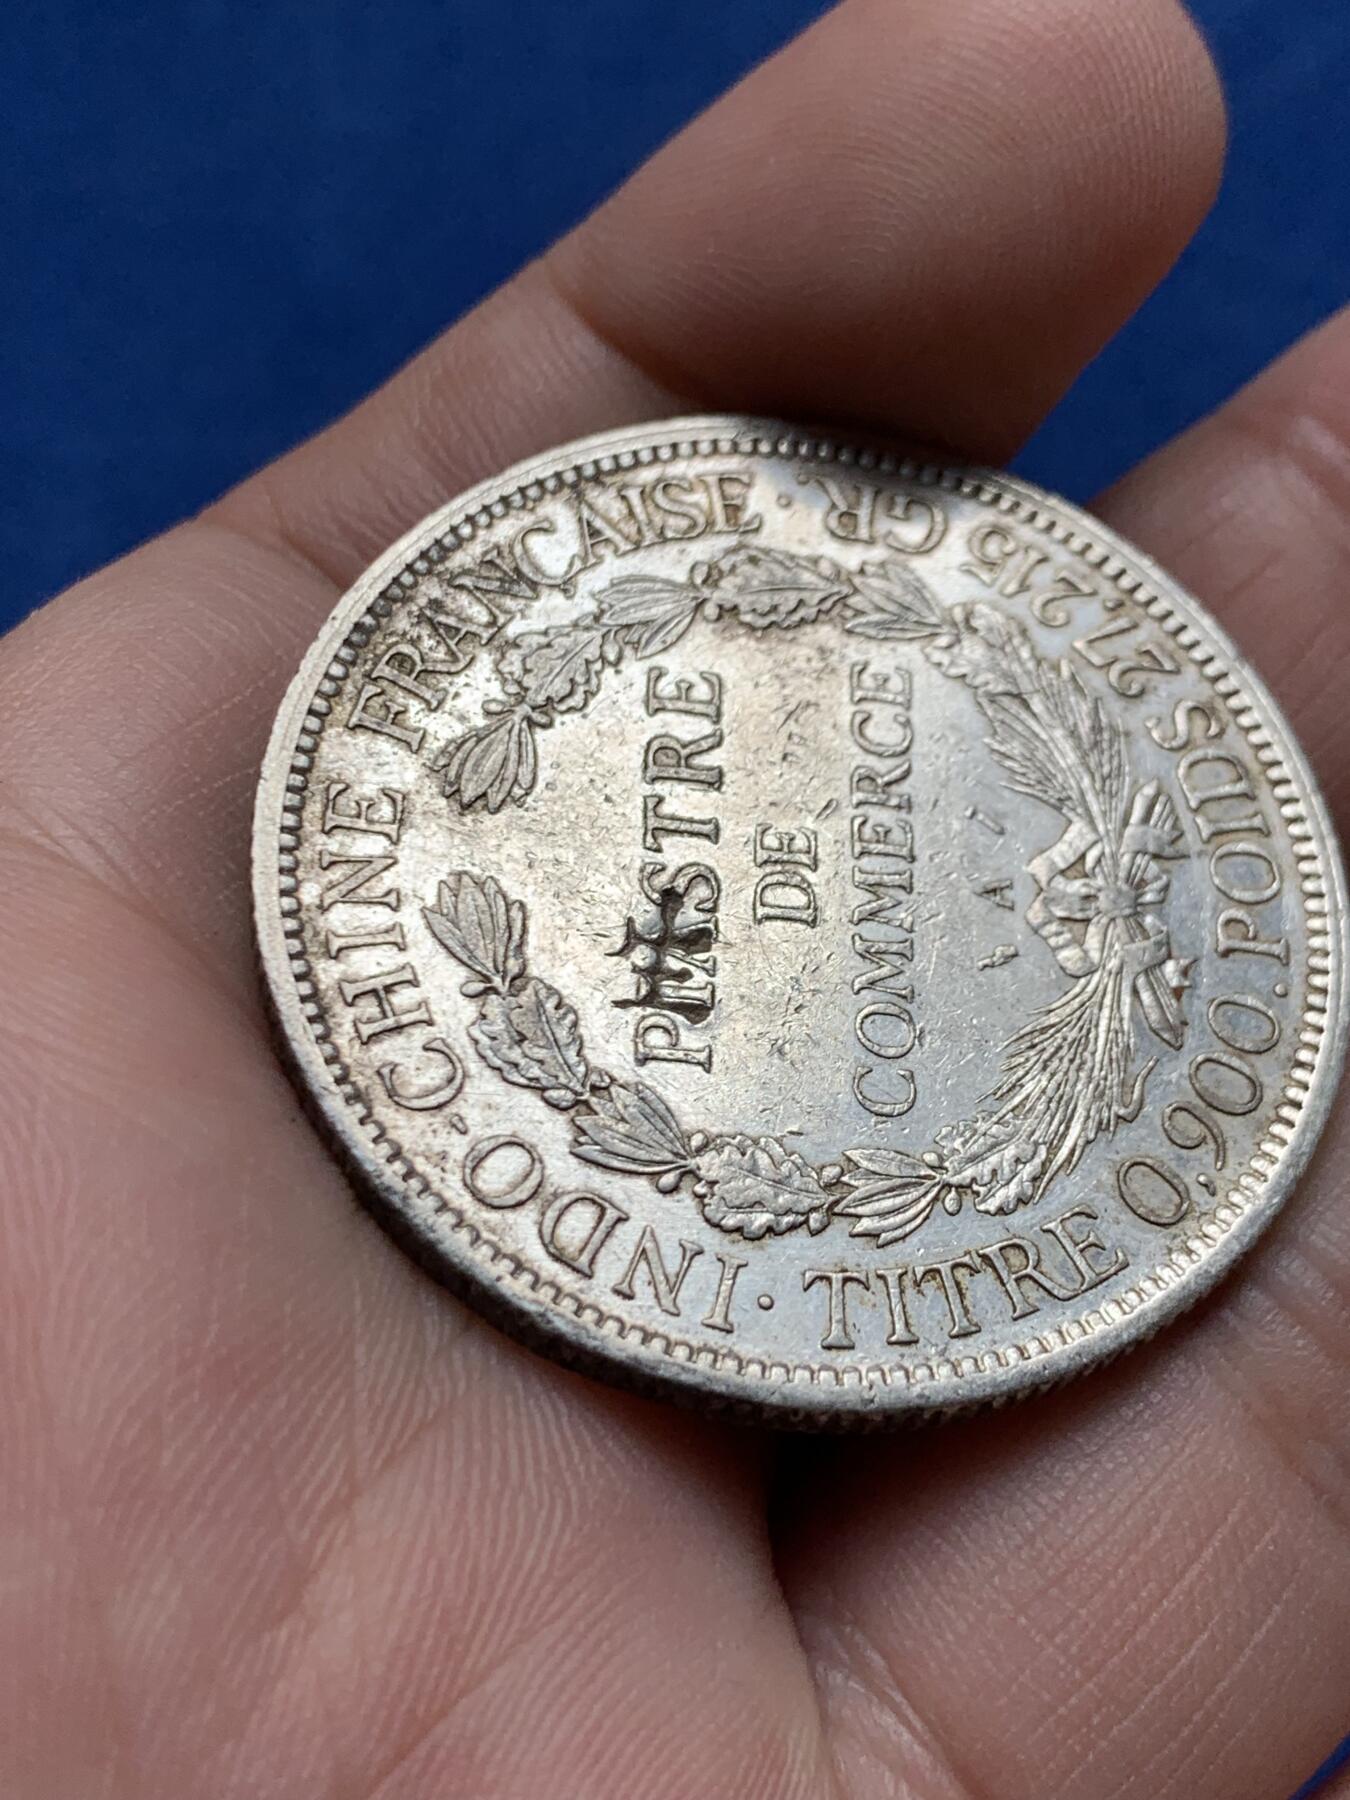 INDO-CHINE FRANÇAISE ·
TITRE 0,900. POIDS 27.215 GR. ·
PIASTRE
DE
COMMERCE